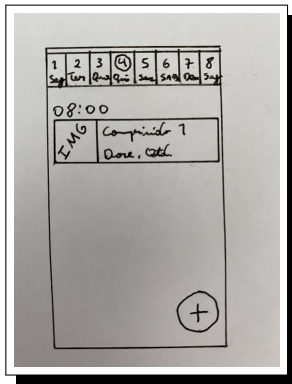 1 2 3 4 5 6 7 8
Seg Ter Qua Qui Sex SAB Dom Seg
08:00
IMG Comprimido 1
Dose, Qtd.
+